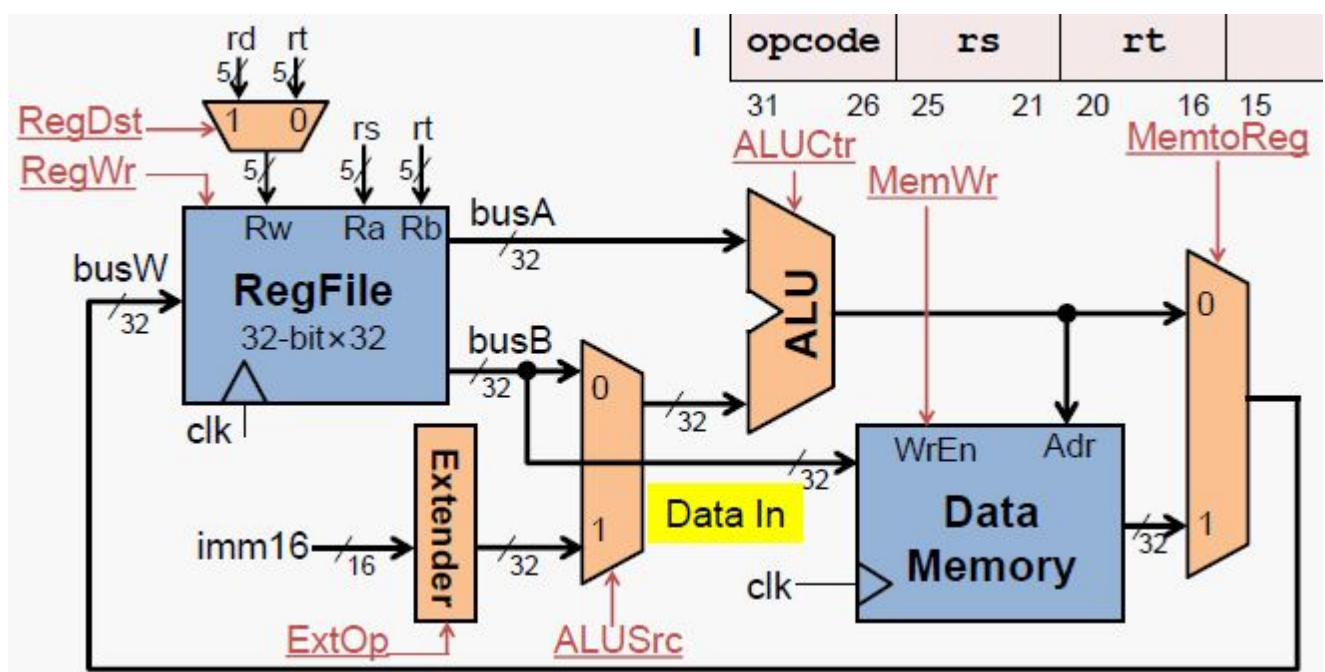 I opcode rs rt
31 26 25 21 20 16 15
rd rt
5 5
RegDst 1 0
RegWr 5
rs rt
5 5
ALUCtr
MemWr
MemtoReg
Rw Ra Rb
busA
32
busW
32
RegFile
32-bit×32
clk
busB
32
0
1
32
ALU
0
1
WrEn Adr
32
Data In
Data
Memory
32
clk
imm16
16
Extender
32
ExtOp
ALUSrc